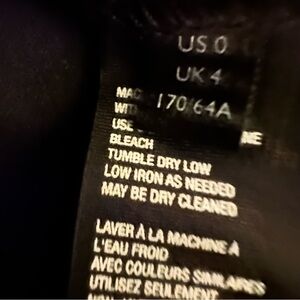 US 0
UK 4
170/64A
USE
BLEACH
TUMBLE DRY LOW
LOW IRON AS NEEDED
MAY BE DRY CLEANED
LAVER À LA MACHINE À
L'EAU FROID
AVEC COULEURS SIMILAIRES
UTILISEZ SEULEMENT